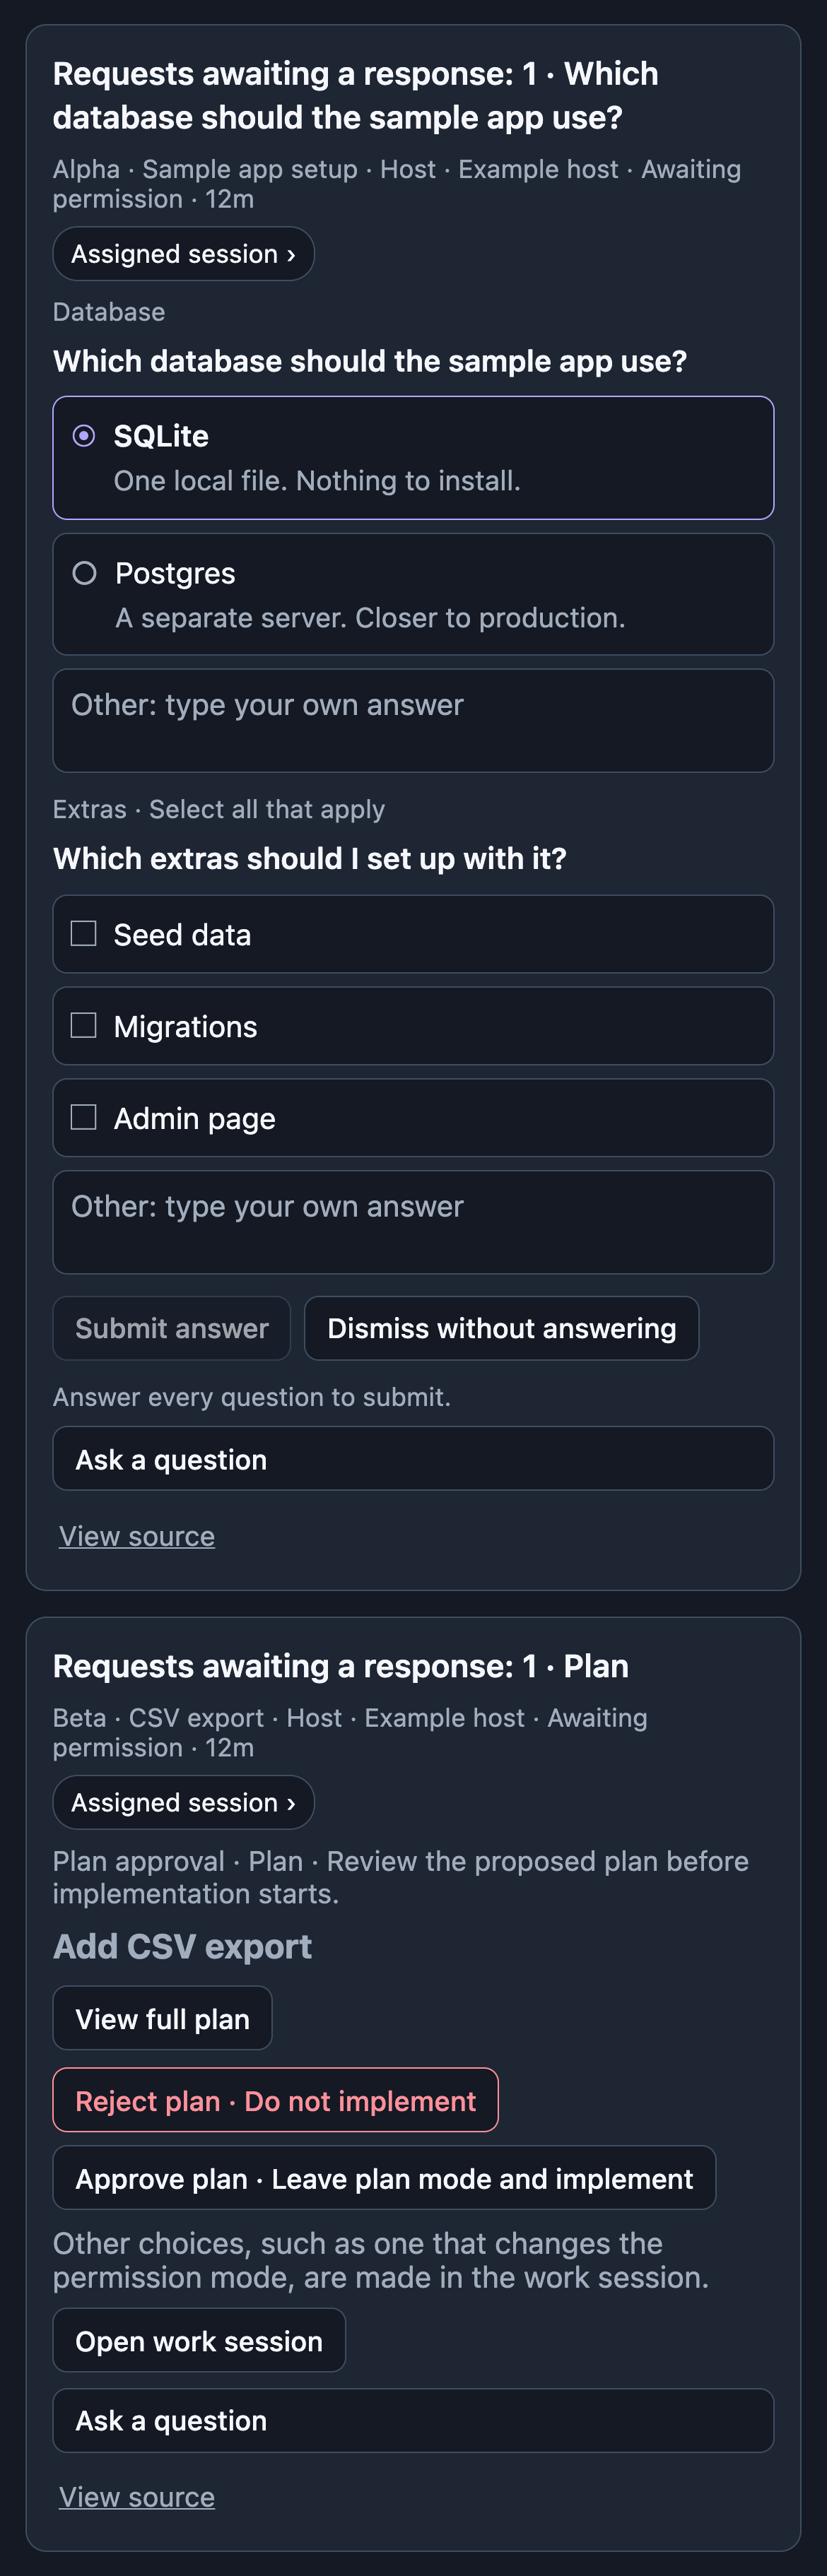 Requests awaiting a response: 1 · Which
database should the sample app use?
Alpha · Sample app setup · Host · Example host · Awaiting
permission · 12m
Assigned session ›
Database
Which database should the sample app use?
SQLite
One local file. Nothing to install.
Postgres
A separate server. Closer to production.
Other: type your own answer
Extras · Select all that apply
Which extras should I set up with it?
Seed data
Migrations
Admin page
Other: type your own answer
Submit answer
Dismiss without answering
Answer every question to submit.
Ask a question
View source
Requests awaiting a response: 1 · Plan
Beta · CSV export · Host · Example host · Awaiting
permission · 12m
Assigned session ›
Plan approval · Plan · Review the proposed plan before
implementation starts.
Add CSV export
View full plan
Reject plan · Do not implement
Approve plan · Leave plan mode and implement
Other choices, such as one that changes the
permission mode, are made in the work session.
Open work session
Ask a question
View source